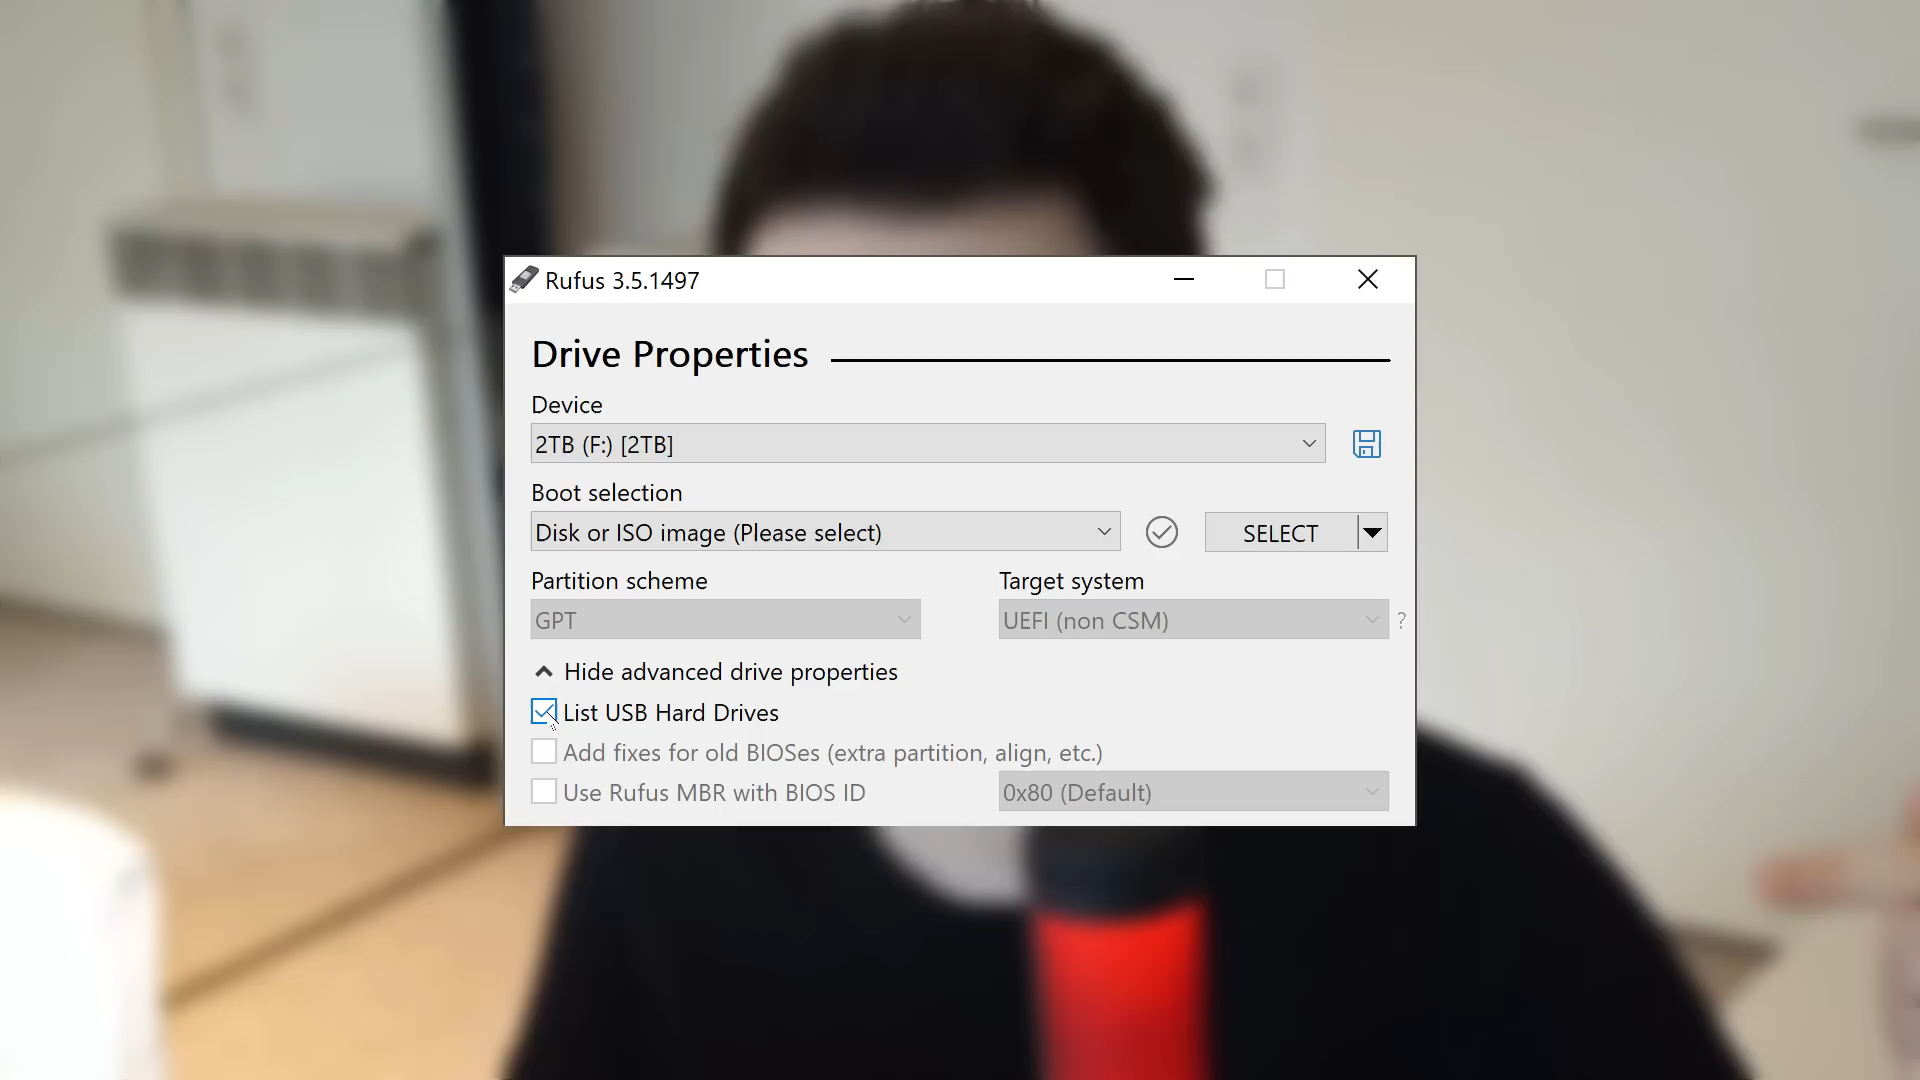 Rufus 3.5.1497
Drive Properties
Device
2TB (F:) [2TB]
Boot selection
Disk or ISO image (Please select)
SELECT
Partition scheme
Target system
GPT
UEFI (non CSM)
?
Hide advanced drive properties
List USB Hard Drives
Add fixes for old BIOSes (extra partition, align, etc.)
Use Rufus MBR with BIOS ID
0x80 (Default)